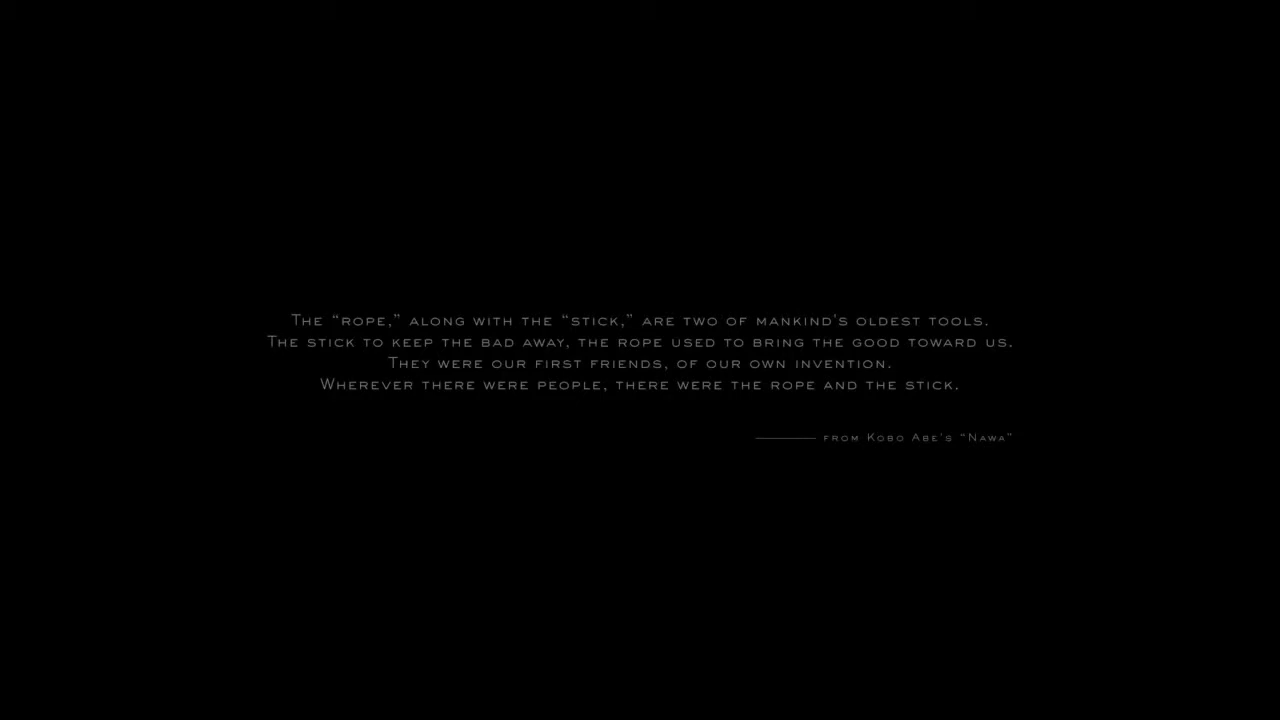 The “rope,” along with the “stick,” are two of mankind's oldest tools.
The stick to keep the bad away, the rope used to bring the good toward us.
They were our first friends, of our own invention.
Wherever there were people, there were the rope and the stick.
from Kobo Abe's “Nawa”